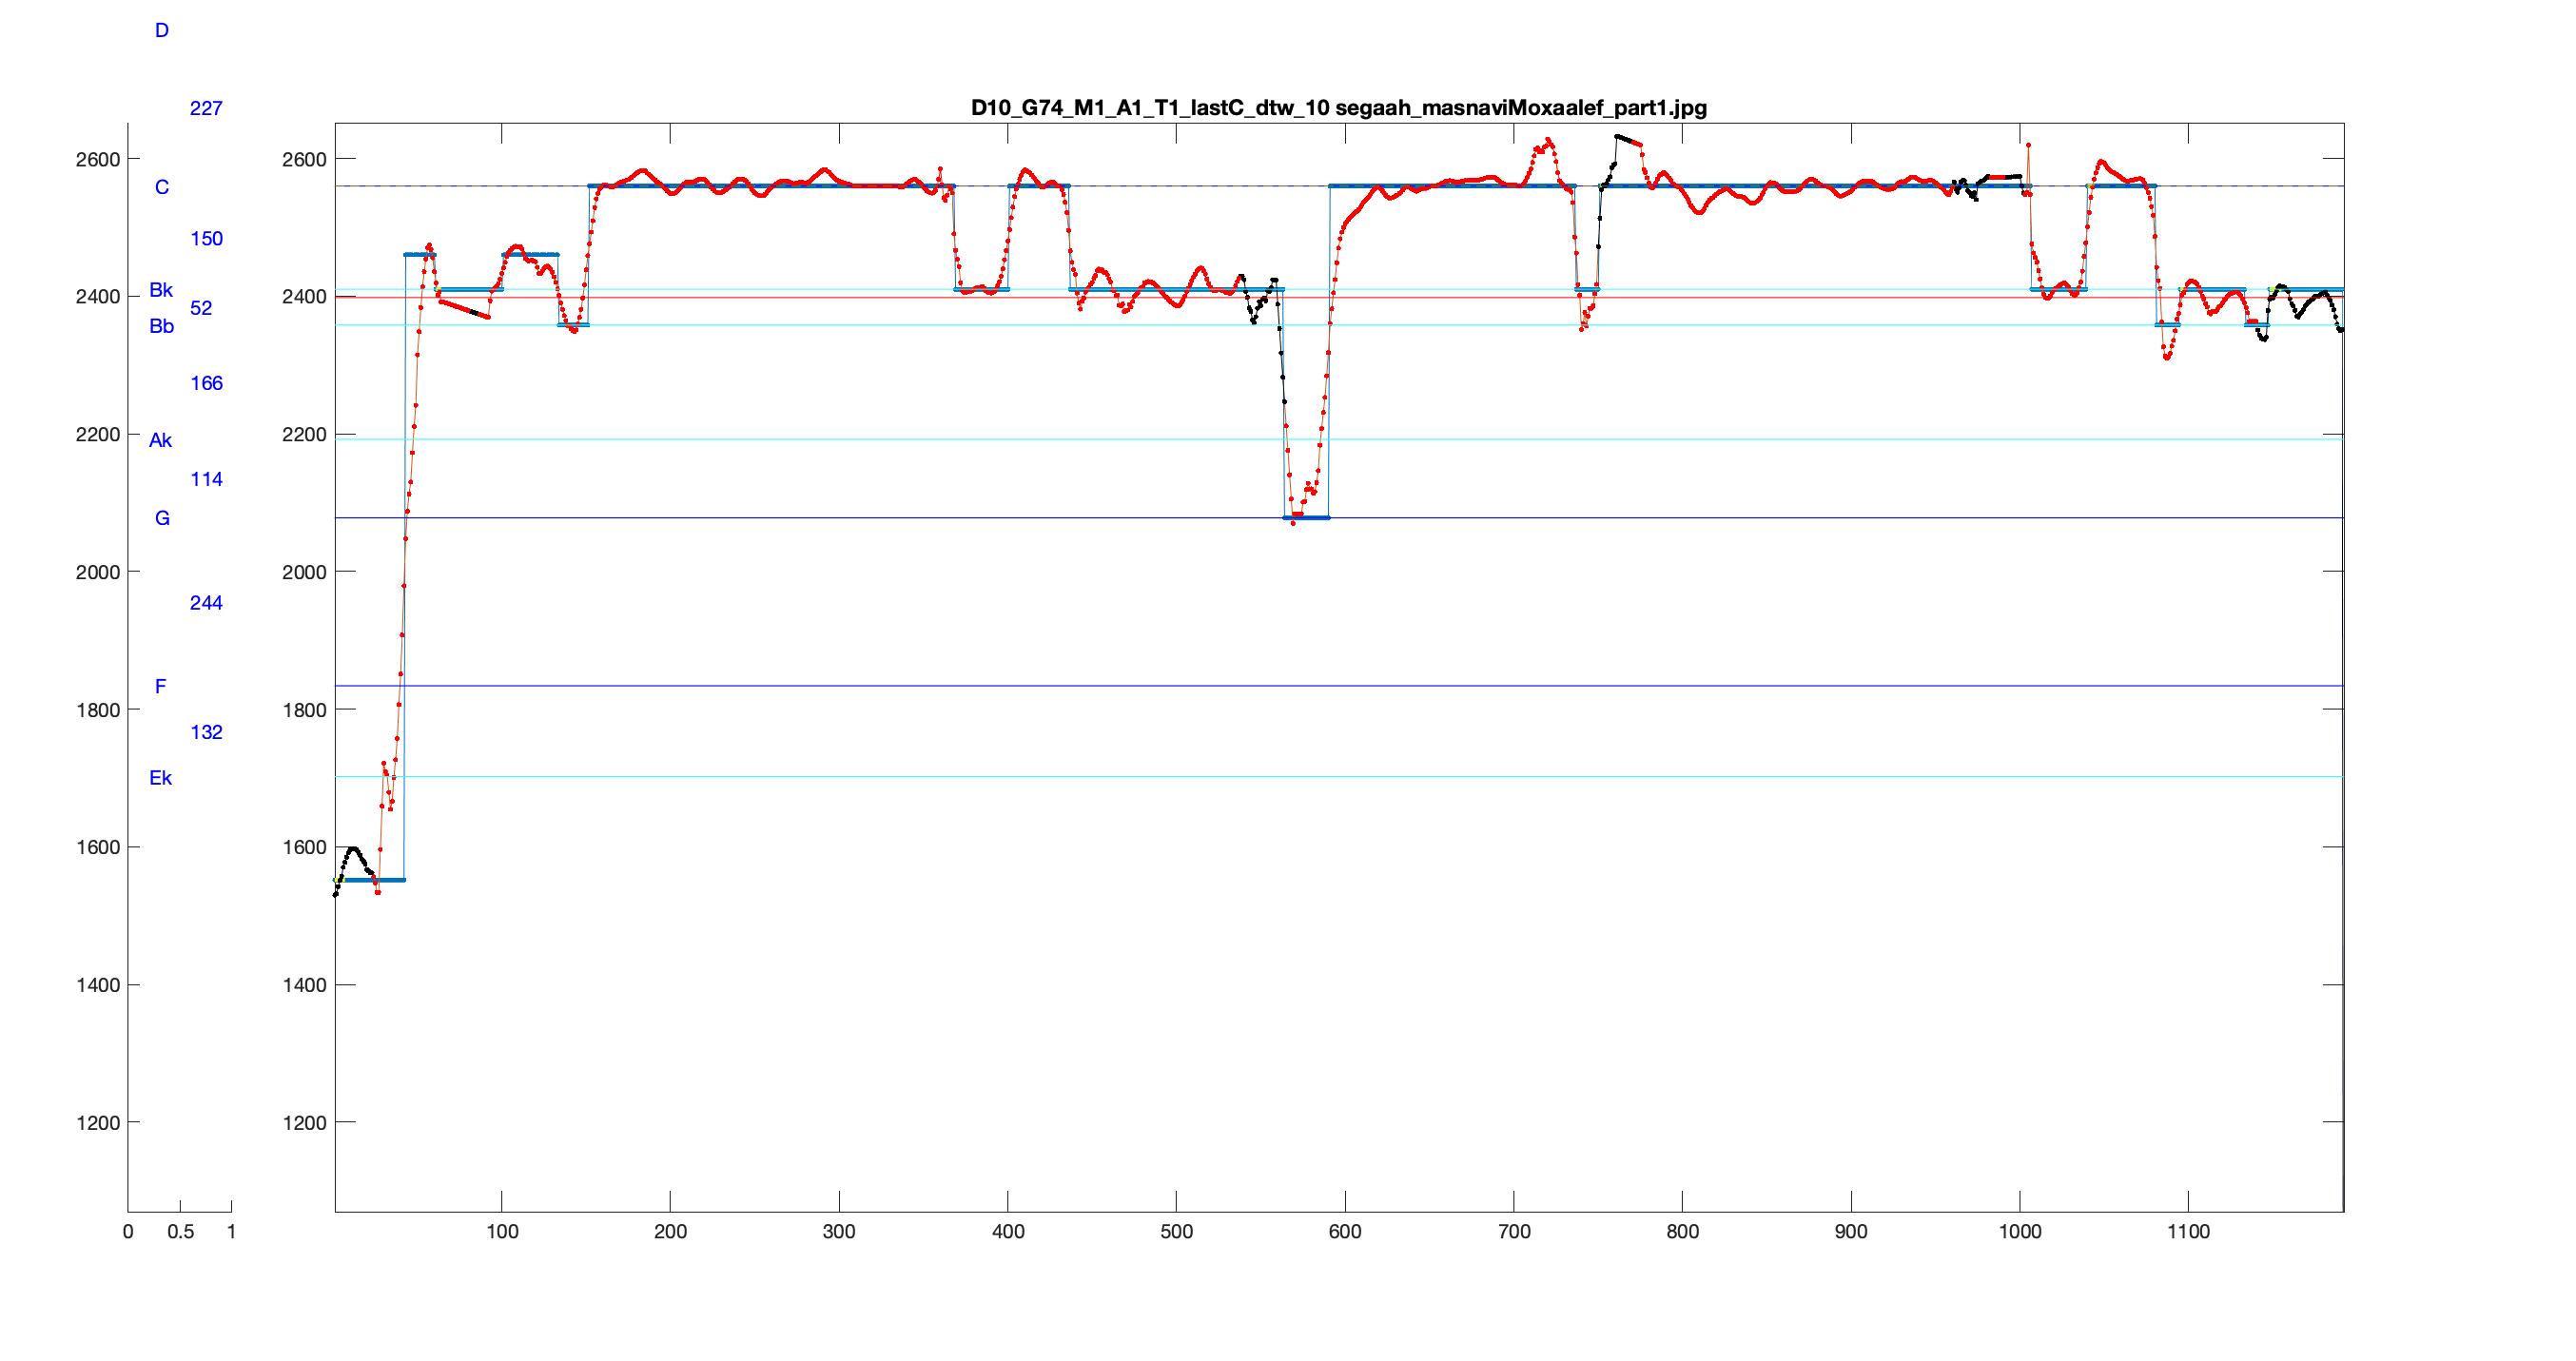 D
227
D10_G74_M1_A1_T1_lastC_dtw_10 segaah_masnaviMoxaalef_part1.jpg
2600 2600
C
150
Bk
2400 2400
52
Bb
166
2200 Ak 2200
114
G
2000 2000
244
F
1800 1800
132
Ek
1600 1600
1400 1400
1200 1200
0 0.5 1 100 200 300 400 500 600 700 800 900 1000 1100